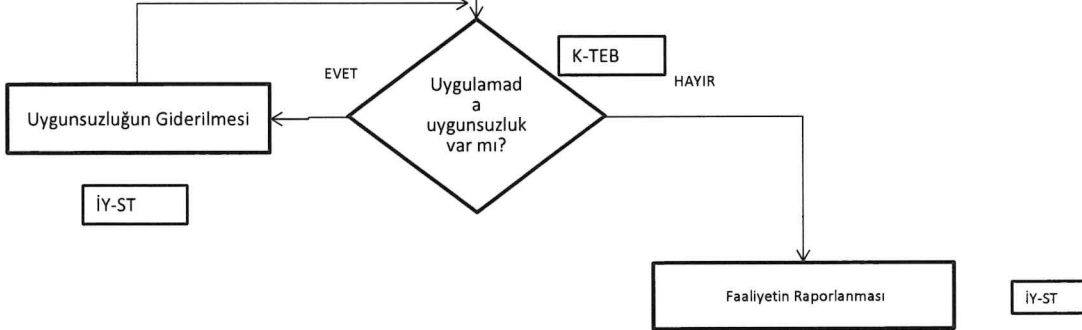 K-TEB
EVET
HAYIR
Uygulamad
a
uygunsuzluk
var mı?
Uygunsuzluğun Giderilmesi
İY-ST
Faaliyetin Raporlanması
İY-ST